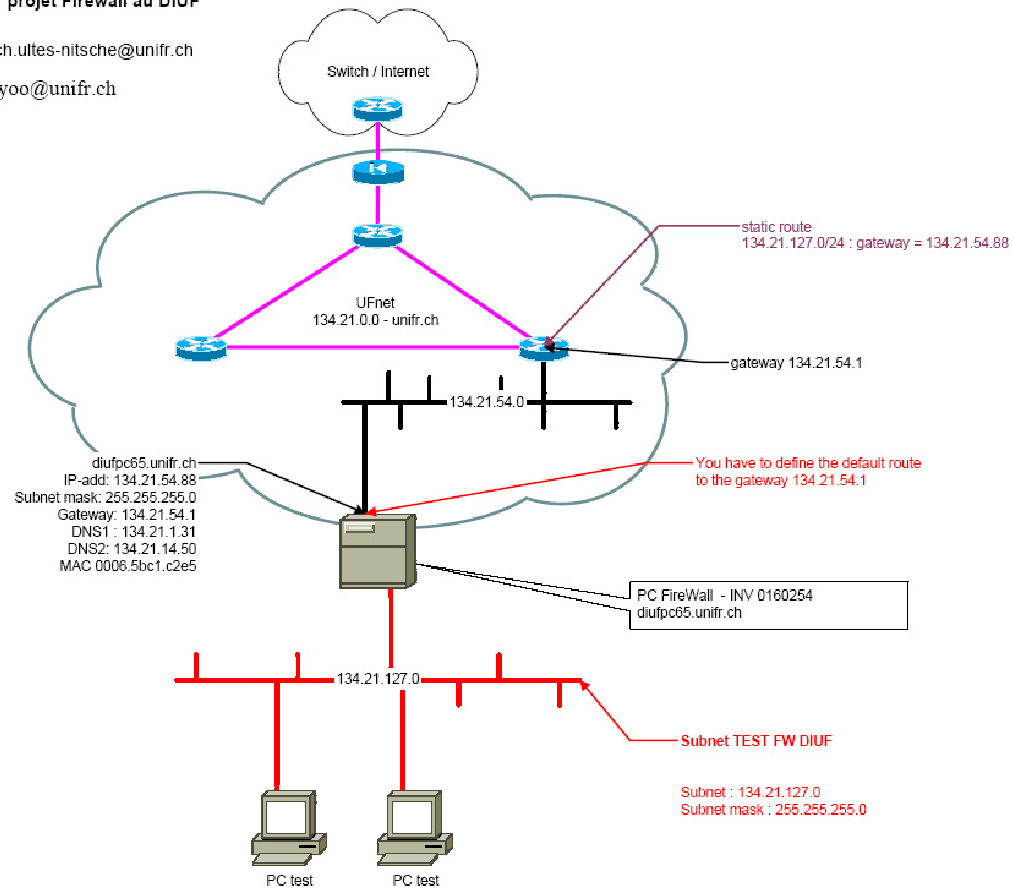 projet Firewall au DIUF
ch.ultes-nitsche@unifr.ch
yoo@unifr.ch
Switch / Internet
static route
134.21.127.0/24 : gateway = 134.21.54.88
UFnet
134.21.0.0 - unifr.ch
gateway 134.21.54.1
134.21.54.0
diufpc65.unifr.ch
IP-add: 134.21.54.88
Subnet mask: 255.255.255.0
Gateway: 134.21.54.1
DNS1 : 134.21.1.31
DNS2: 134.21.14.50
MAC 0006.5bc1.c2e5
You have to define the default route
to the gateway 134.21.54.1
PC FireWall - INV 0160254
diufpc65.unifr.ch
134.21.127.0
Subnet TEST FW DIUF
Subnet : 134.21.127.0
Subnet mask : 255.255.255.0
PC test
PC test